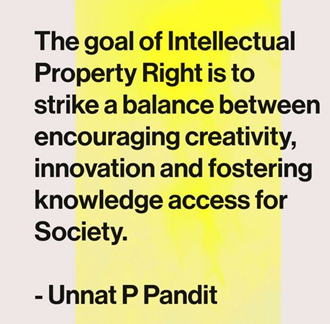 The goal of Intellectual
Property Right is to
strike a balance between
encouraging creativity,
innovation and fostering
knowledge access for
Society.
- Unnat P Pandit